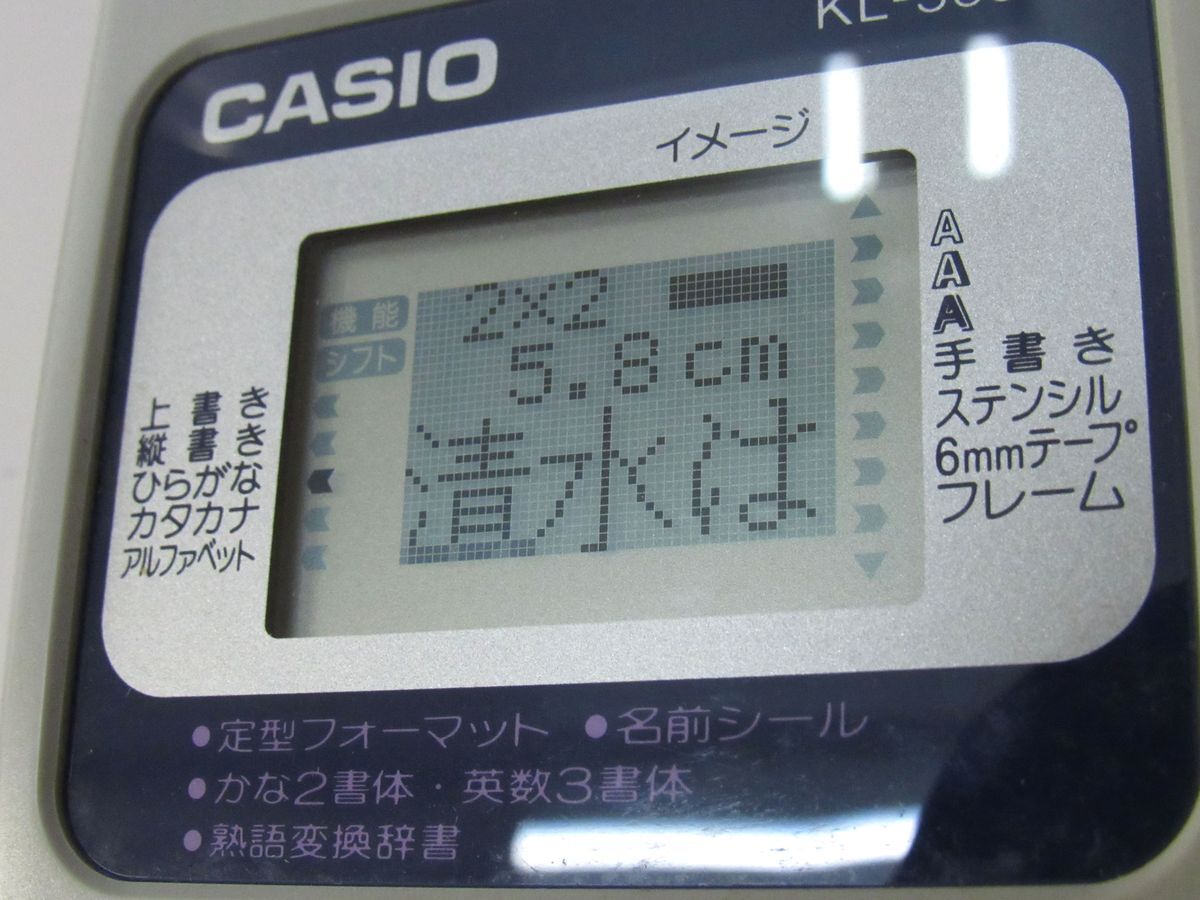 CASIO
イメージ
機能
シフト
2×2
5.8cm
清水は
上書き
縦書き
ひらがな
カタカナ
アルファベット
A
A
A
手書き
ステンシル
6mmテープ
フレーム
●定型フォーマット ●名前シール
●かな2書体・英数3書体
●熟語変換辞書